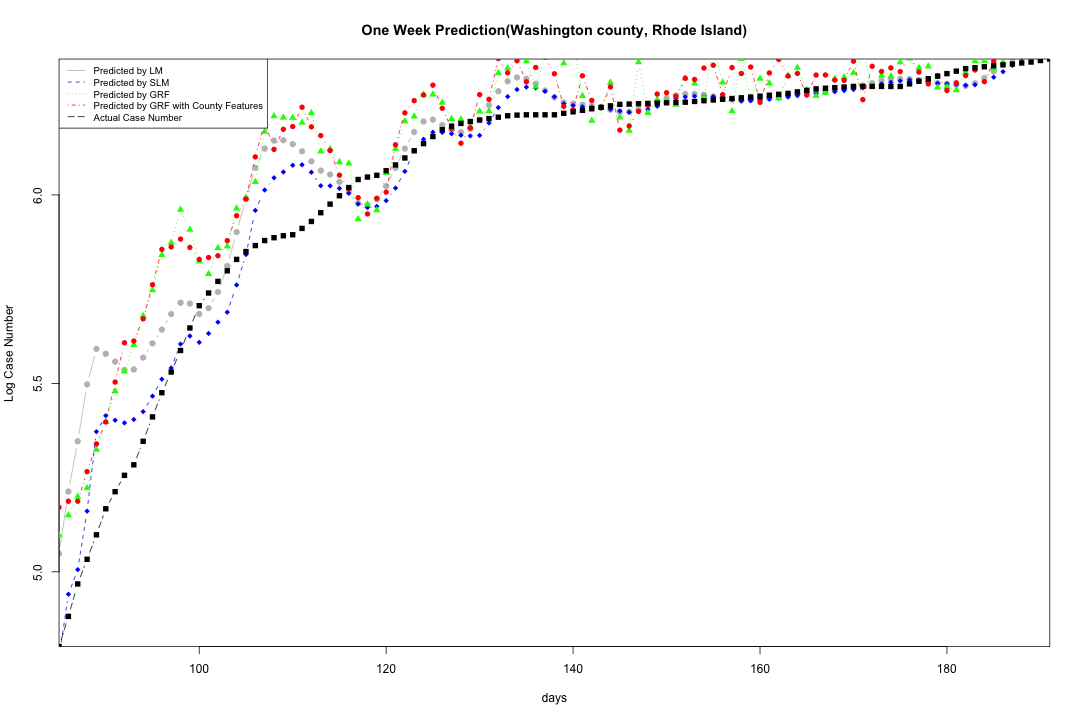 One Week Prediction(Washington county, Rhode Island)
Predicted by LM
Predicted by SLM
Predicted by GRF
Predicted by GRF with County Features
Actual Case Number
Log Case Number
6.0
5.5
5.0
100 120 140 160 180
days